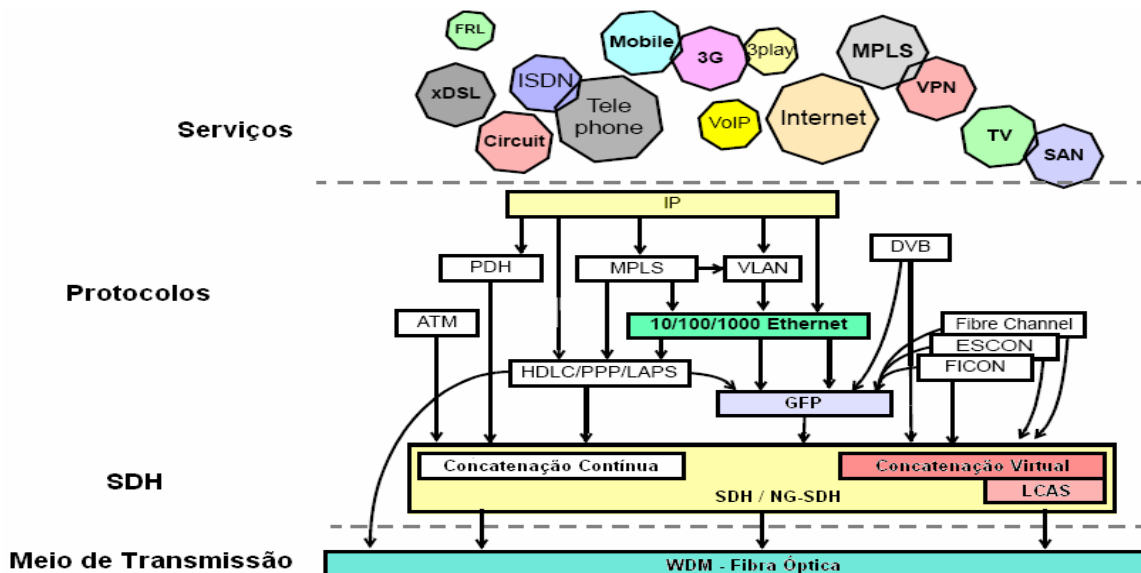 FRL
Mobile
3G
3play
MPLS
xDSL
ISDN
Tele
phone
VPN
Circuit
VoIP
Internet
TV
SAN
Serviços
IP
PDH
MPLS
VLAN
DVB
Protocolos
ATM
10/100/1000 Ethernet
Fibre Channel
ESCON
FICON
HDLC/PPP/LAPS
GFP
SDH
Concatenação Contínua
Concatenação Virtual
LCAS
SDH / NG-SDH
Meio de Transmissão
WDM - Fibra Óptica